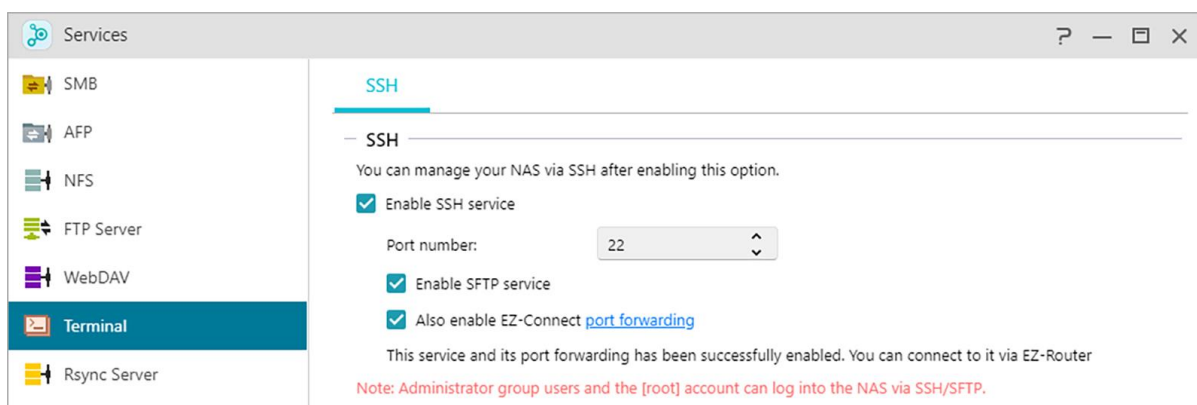 Services
SMB
AFP
NFS
FTP Server
WebDAV
Terminal
Rsync Server
SSH
SSH
You can manage your NAS via SSH after enabling this option.
Enable SSH service
Port number: 22
Enable SFTP service
Also enable EZ-Connect port forwarding
This service and its port forwarding has been successfully enabled. You can connect to it via EZ-Router
Note: Administrator group users and the [root] account can log into the NAS via SSH/SFTP.